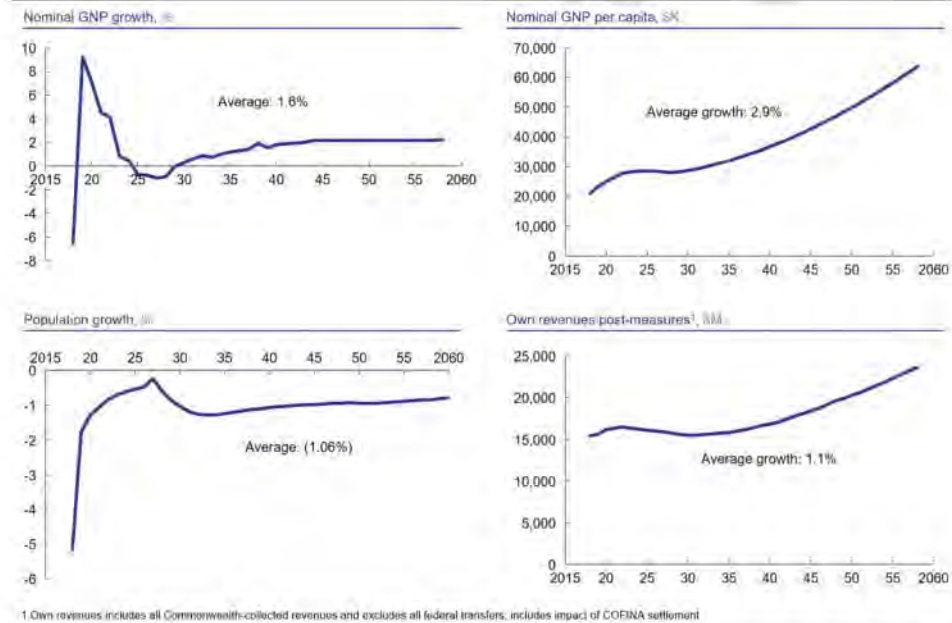 Nominal GNP growth, %
10
8
6
4
2
0
-2
-4
-6
-8
2015 20 25 30 35 40 45 50 55 2060
Average: 1.6%
Nominal GNP per capita, $K
70,000
60,000
50,000
40,000
30,000
20,000
10,000
0
2015 20 25 30 35 40 45 50 55 2060
Average growth: 2.9%
Population growth, %
2015 20 25 30 35 40 45 50 55 2060
0
-1
-2
-3
-4
-5
-6
Average: (1.06%)
Own revenues post-measures¹, $M
25,000
20,000
15,000
10,000
5,000
0
2015 20 25 30 35 40 45 50 55 2060
Average growth: 1.1%
1 Own revenues includes all Commonwealth-collected revenues and excludes all federal transfers; includes impact of COFINA settlement